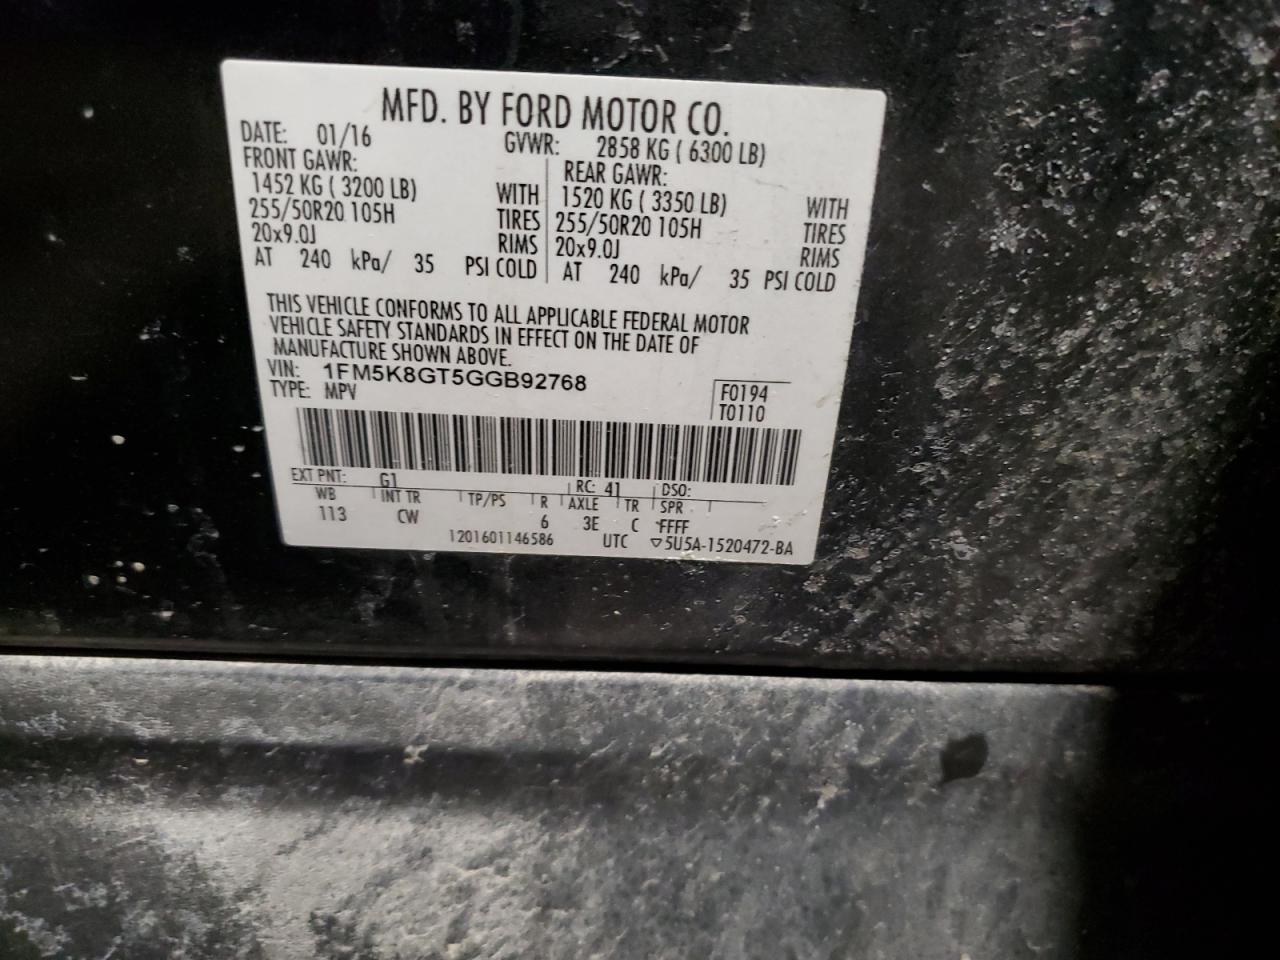 MFD. BY FORD MOTOR CO.
DATE: 01/16 GVWR: 2858 KG ( 6300 LB)
FRONT GAWR: REAR GAWR:
1452 KG ( 3200 LB) WITH 1520 KG ( 3350 LB) WITH
255/50R20 105H TIRES 255/50R20 105H TIRES
20x9.0J RIMS 20x9.0J RIMS
AT 240 kPa/ 35 PSI COLD AT 240 kPa/ 35 PSI COLD
THIS VEHICLE CONFORMS TO ALL APPLICABLE FEDERAL MOTOR
VEHICLE SAFETY STANDARDS IN EFFECT ON THE DATE OF
MANUFACTURE SHOWN ABOVE.
VIN: 1FM5K8GT5GGB92768 F0194
TYPE: MPV T0110
EXT PNT: G1 RC: 41 DSO:
WB INT TR TP/PS R AXLE TR SPR
113 CW 6 3E C FFFF
1201601146586 UTC ▽5U5A-1520472-BA